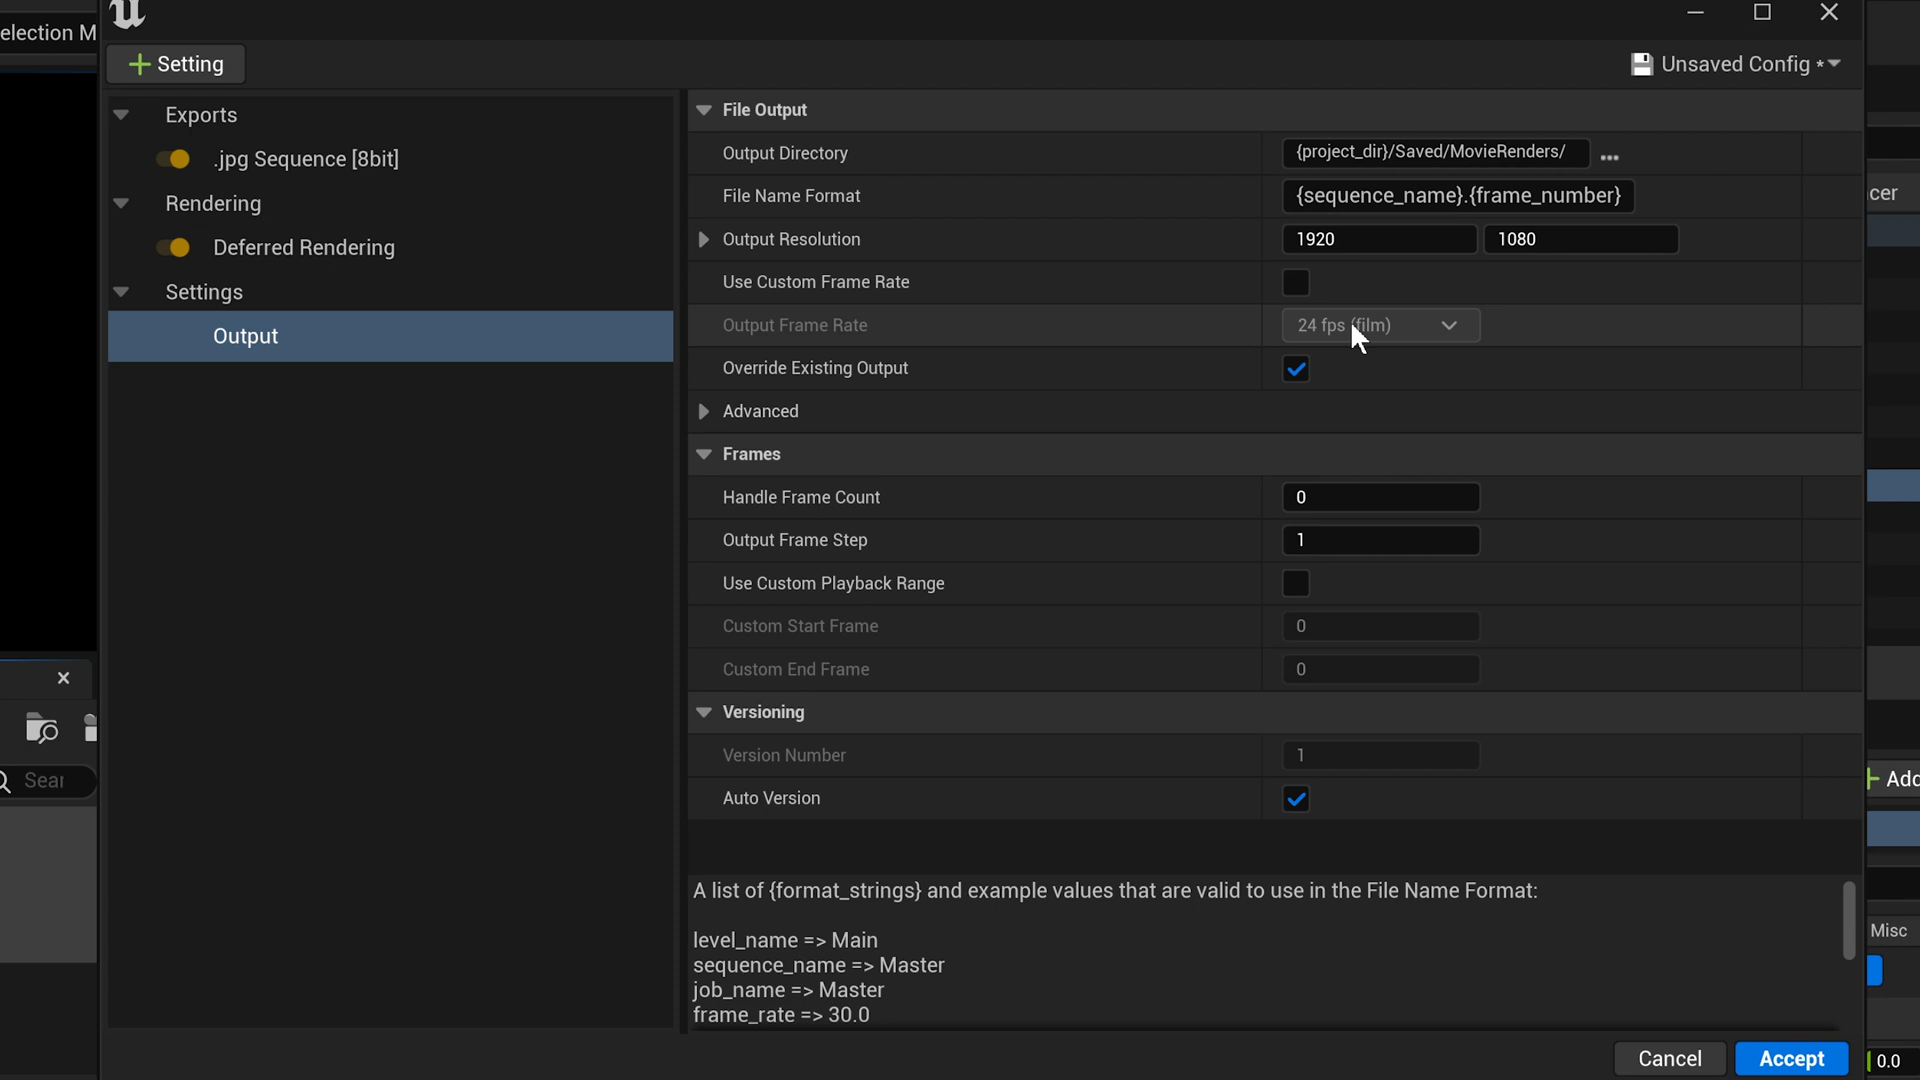 election M
Setting
Unsaved Config *
Exports
.jpg Sequence [8bit]
Rendering
Deferred Rendering
Settings
Output
File Output
Output Directory
{project_dir}/Saved/MovieRenders/
...
File Name Format
{sequence_name}.{frame_number}
Output Resolution
1920
1080
Use Custom Frame Rate
Output Frame Rate
24 fps (film)
Override Existing Output
Advanced
Frames
Handle Frame Count
0
Output Frame Step
1
Use Custom Playback Range
Custom Start Frame
0
Custom End Frame
0
Versioning
Version Number
1
Auto Version
A list of {format_strings} and example values that are valid to use in the File Name Format:
level_name => Main
sequence_name => Master
job_name => Master
frame_rate => 30.0
Cancel
Accept
Sear
cer
Add
Misc
0.0